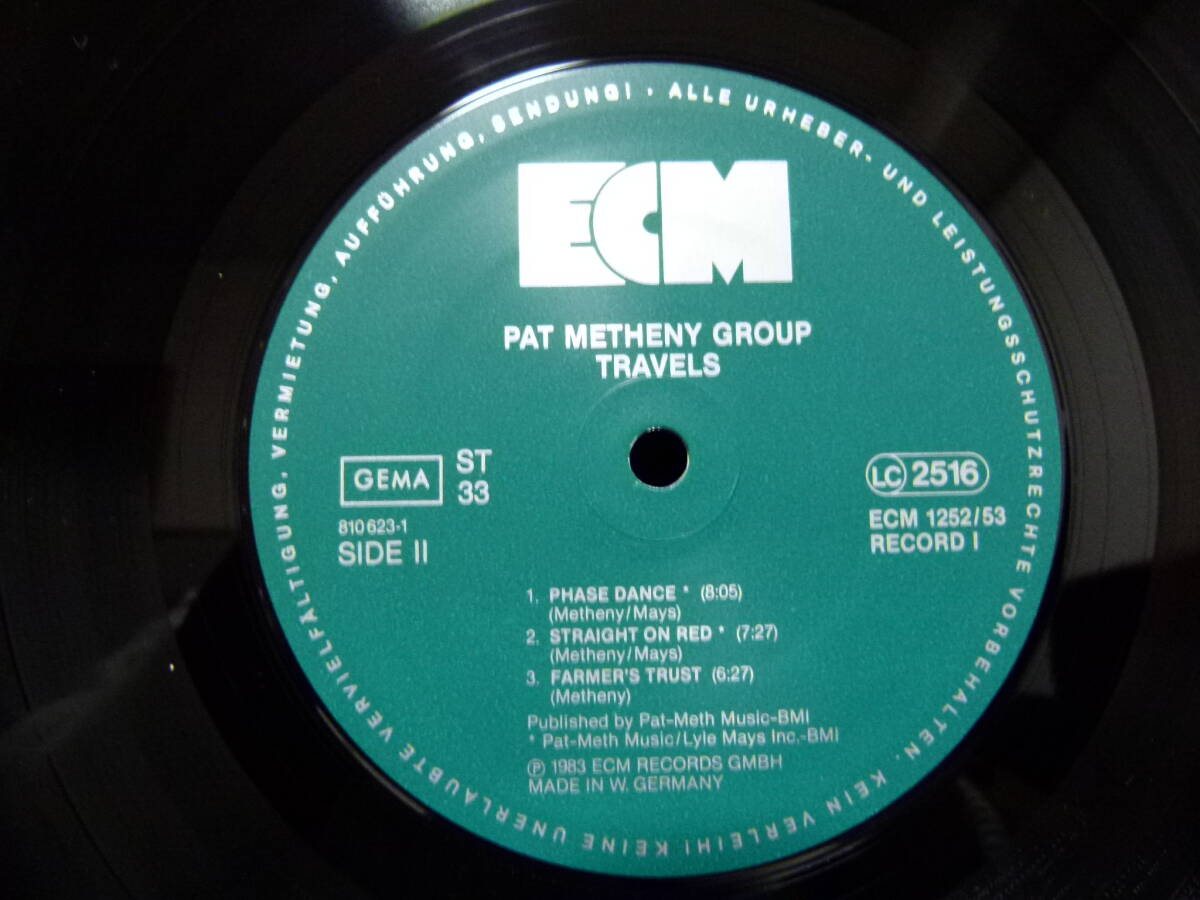 ALLE URHEBER- UND LEISTUNGSSCHUTZRECHTE VORBEHALTEN. KEIN VERLEIH! KEINE UNERLAUBTE VERVIELFÄLTIGUNG, VERMIETUNG, AUFFÜHRUNG, SENDUNG! •
ECM
PAT METHENY GROUP
TRAVELS
GEMA
ST
33
LC 2516
810 623-1
SIDE II
ECM 1252/53
RECORD I
1. PHASE DANCE * (8:05)
(Metheny/Mays)
2. STRAIGHT ON RED * (7:27)
(Metheny/Mays)
3. FARMER'S TRUST (6:27)
(Metheny)
Published by Pat-Meth Music-BMI
* Pat-Meth Music/Lyle Mays Inc.-BMI
℗ 1983 ECM RECORDS GMBH
MADE IN W. GERMANY